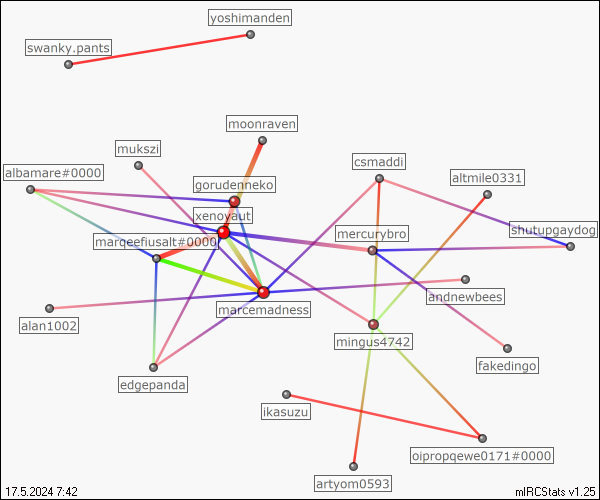 yoshimanden
swanky.pants
moonraven
mukszi
csmaddi
albamare#0000
altmile0331
gorudenneko
xenoyaut
shutupgaydog
mercurybro
marqeefiusalt#0000
andnewbees
marcemadness
alan1002
mingus4742
fakedingo
edgepanda
ikasuzu
oipropqewe0171#0000
artyom0593
17.5.2024 7:42
mIRCStats v1.25